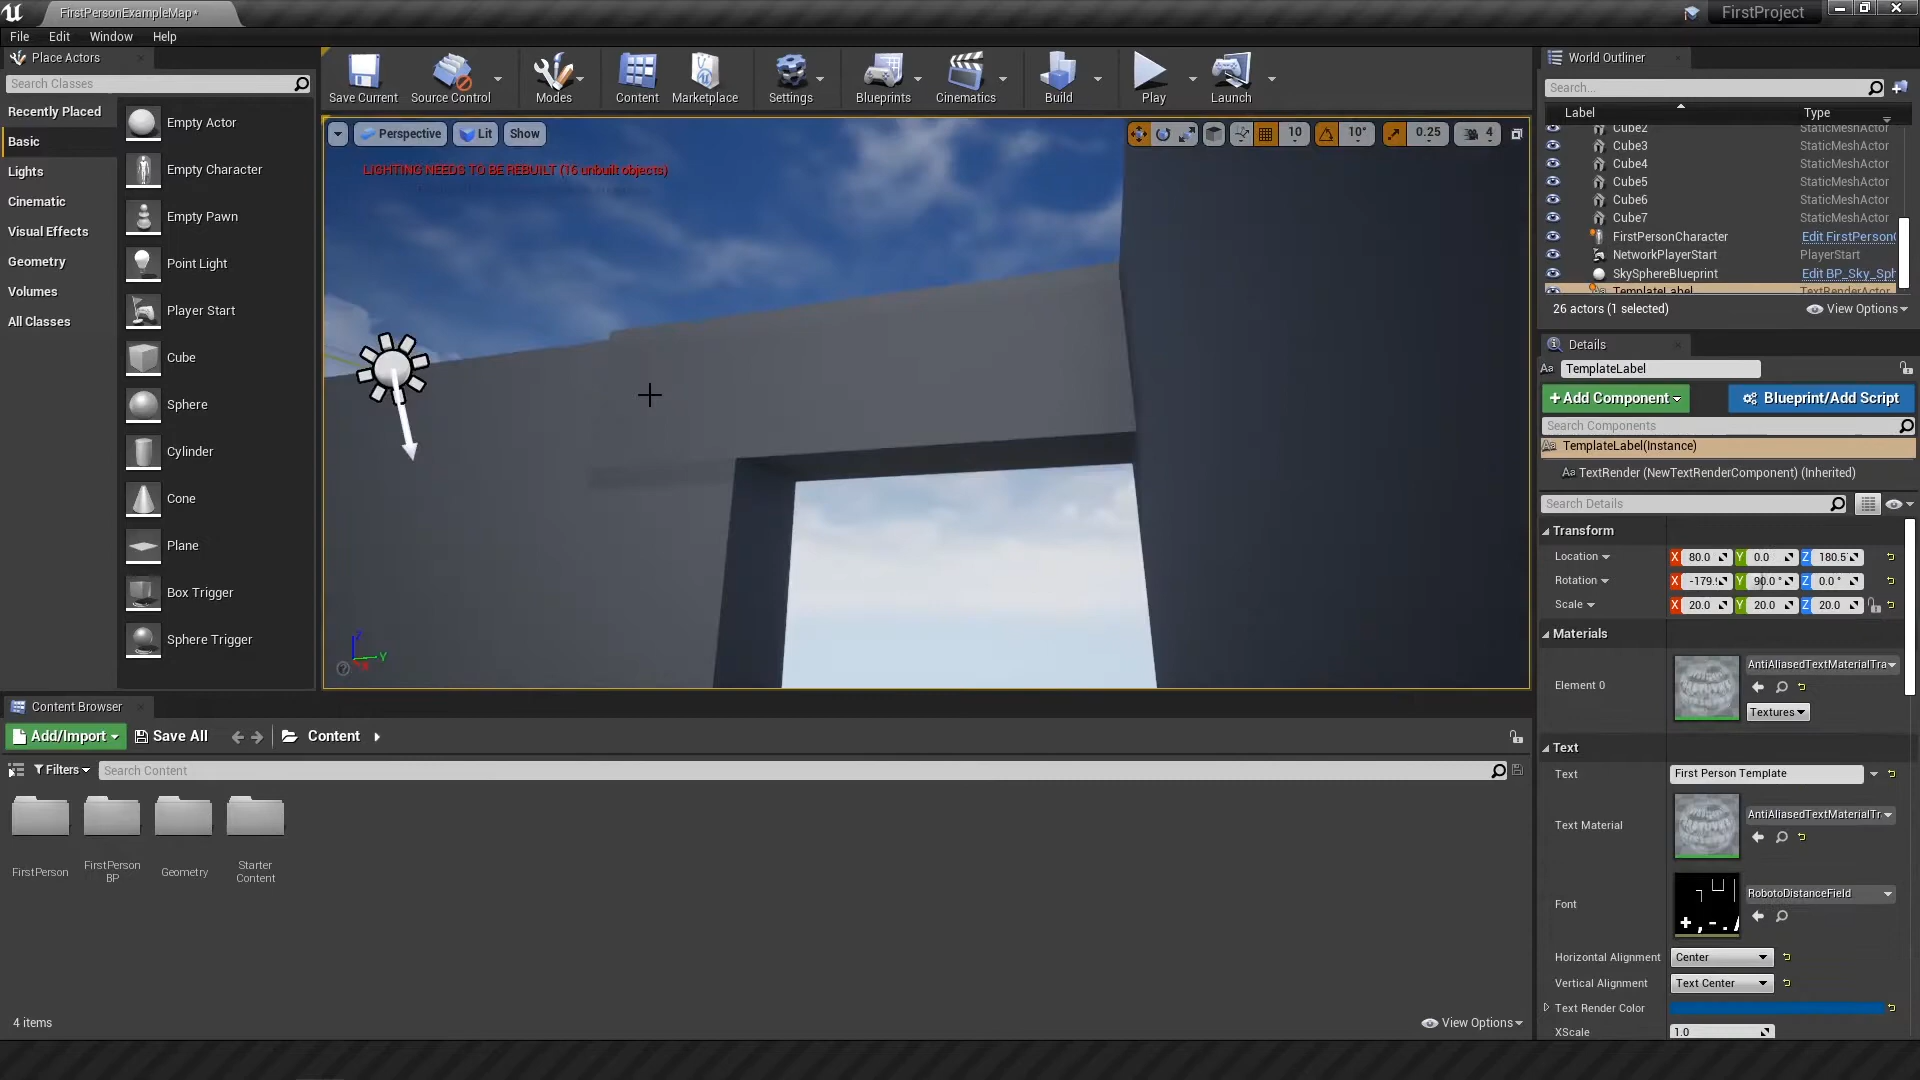 FirstPersonExampleMap*
FirstProject
File Edit Window Help
Place Actors
Search Classes
Recently Placed
Basic
Lights
Cinematic
Visual Effects
Geometry
Volumes
All Classes
Empty Actor
Empty Character
Empty Pawn
Point Light
Player Start
Cube
Sphere
Cylinder
Cone
Plane
Box Trigger
Sphere Trigger
Save Current Source Control Modes Content Marketplace Settings Blueprints Cinematics Build Play Launch
Perspective Lit Show 10 10° 0.25 4
LIGHTING NEEDS TO BE REBUILT (16 unbuilt objects)
Z
Y
X
World Outliner
Search...
Label Type
Cube2 StaticMeshActor
Cube3 StaticMeshActor
Cube4 StaticMeshActor
Cube5 StaticMeshActor
Cube6 StaticMeshActor
Cube7 StaticMeshActor
FirstPersonCharacter Edit FirstPersonC
NetworkPlayerStart PlayerStart
SkySphereBlueprint Edit BP_Sky_Sph
TemplateLabel TextRenderActor
26 actors (1 selected) View Options
Details
TemplateLabel
+Add Component Blueprint/Add Script
Search Components
TemplateLabel(Instance)
TextRender (NewTextRenderComponent) (Inherited)
Search Details
Transform
Location X 80.0 Y 0.0 Z 180.5
Rotation X -179. Y 90.0 ° Z 0.0 °
Scale X 20.0 Y 20.0 Z 20.0
Materials
Element 0 AntiAliasedTextMaterialTra
Textures
Text
Text First Person Template
Text Material AntiAliasedTextMaterialTr
Font RobotoDistanceField
Horizontal Alignment Center
Vertical Alignment Text Center
Text Render Color
XScale 1.0
Content Browser
Add/Import Save All Content
Filters Search Content
FirstPerson
FirstPerson
BP
Geometry
Starter
Content
4 items View Options